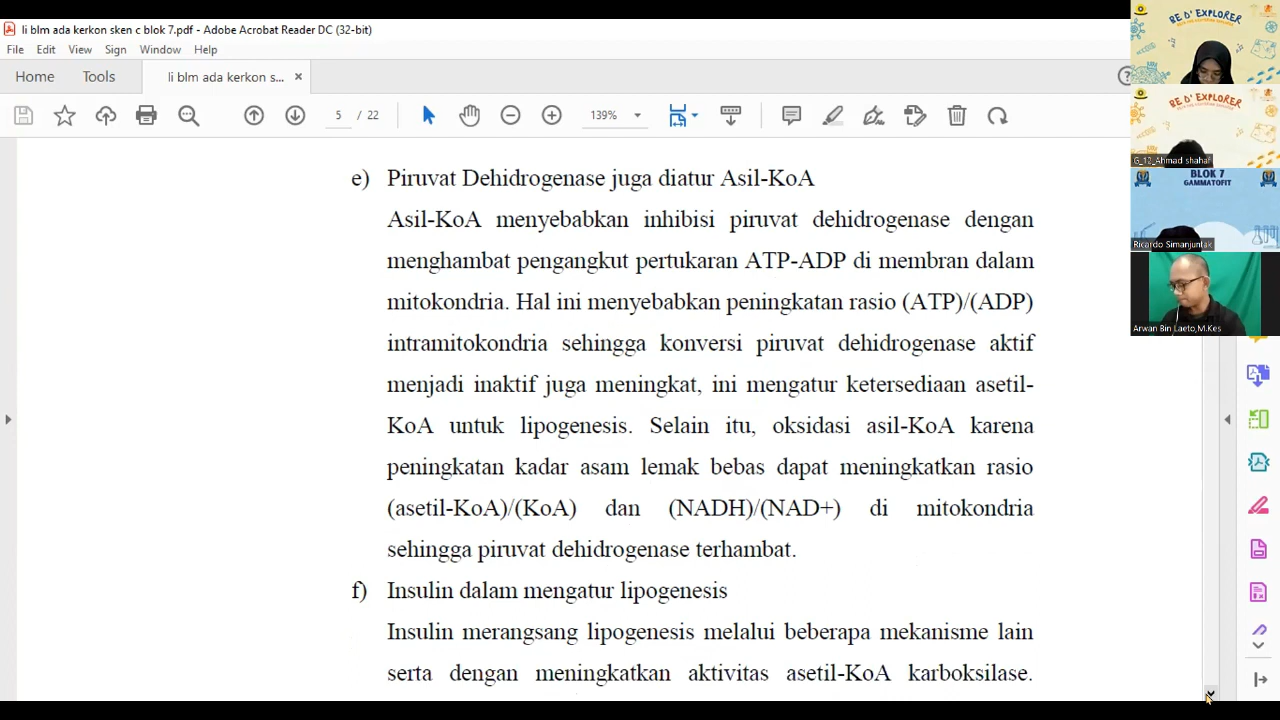 li blm ada kerkon sken c blok 7.pdf - Adobe Acrobat Reader DC (32-bit)
File Edit View Sign Window Help
Home Tools li blm ada kerkon s... ×
5 / 22 139%
e) Piruvat Dehidrogenase juga diatur Asil-KoA
Asil-KoA menyebabkan inhibisi piruvat dehidrogenase dengan
menghambat pengangkut pertukaran ATP-ADP di membran dalam
mitokondria. Hal ini menyebabkan peningkatan rasio (ATP)/(ADP)
intramitokondria sehingga konversi piruvat dehidrogenase aktif
menjadi inaktif juga meningkat, ini mengatur ketersediaan asetil-
KoA untuk lipogenesis. Selain itu, oksidasi asil-KoA karena
peningkatan kadar asam lemak bebas dapat meningkatkan rasio
(asetil-KoA)/(KoA) dan (NADH)/(NAD+) di mitokondria
sehingga piruvat dehidrogenase terhambat.
f) Insulin dalam mengatur lipogenesis
Insulin merangsang lipogenesis melalui beberapa mekanisme lain
serta dengan meningkatkan aktivitas asetil-KoA karboksilase.
BE D' EXPLORER
BE D' EXPLORER
G_10_Ahmad shahaf
BLOK 7
GAMMATOFIT
Ricardo Simanjuntak
Arwan Bin Laeto,M.Kes